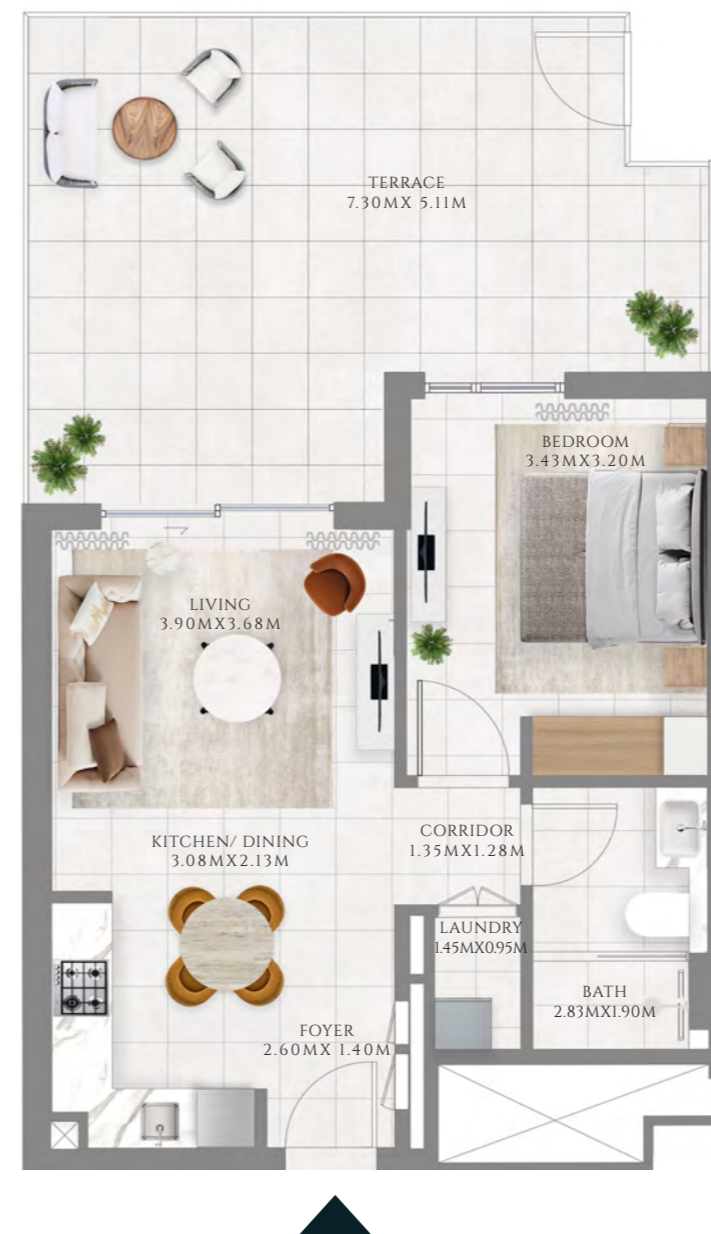 TERRACE
7.30MX 5.11M
BEDROOM
3.43MX3.20M
LIVING
3.90MX3.68M
KITCHEN/ DINING
3.08MX2.13M
CORRIDOR
1.35MX1.28M
LAUNDRY
1.45MX0.95M
BATH
2.83MX1.90M
FOYER
2.60MX 1.40M